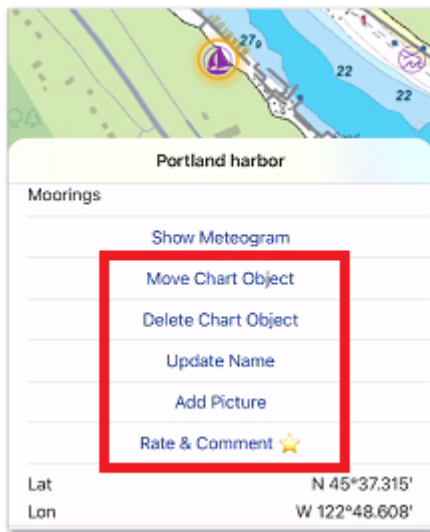 27₉
22
22
Portland harbor
Moorings
Show Meteogram
Move Chart Object
Delete Chart Object
Update Name
Add Picture
Rate & Comment ⭐
Lat N 45°37.315'
Lon W 122°48.608'